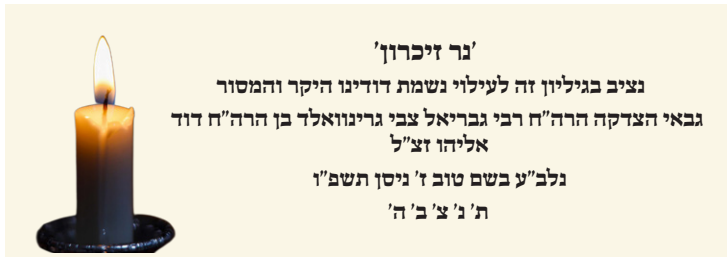 'נר זיכרון'
נציב בגיליון זה לעילוי נשמת דודינו היקר והמסור
גבאי הצדקה הרה"ח רבי גבריאל צבי גרינוואלד בן הרה"ח דוד
אליהו זצ"ל
נלב"ע בשם טוב ז' ניסן תשפ"ו
ת' נ' צ' ב' ה'